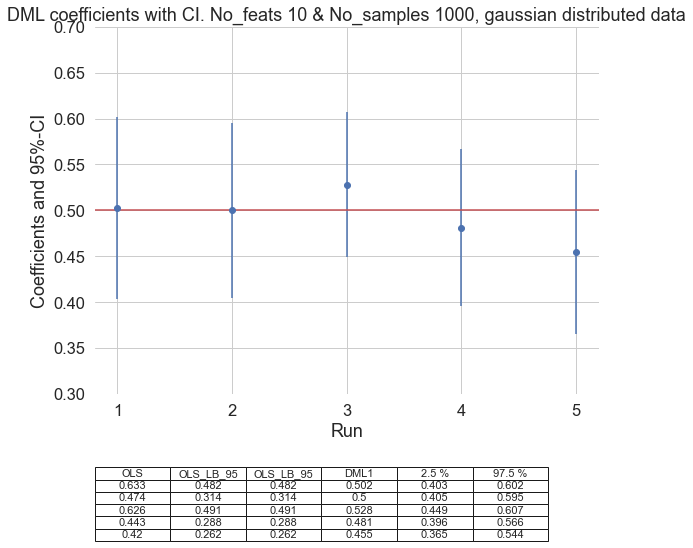 DML coefficients with CI. No_feats 10 & No_samples 1000, gaussian distributed data
0.70
0.65
0.60
0.55
0.50
0.45
0.40
0.35
0.30
Coefficients and 95%-CI
1 2 3 4 5
Run
OLS OLS_LB_95 OLS_LB_95 DML1 2.5 % 97.5 %
0.633 0.482 0.482 0.502 0.403 0.602
0.474 0.314 0.314 0.5 0.405 0.595
0.626 0.491 0.491 0.528 0.449 0.607
0.443 0.288 0.288 0.481 0.396 0.566
0.42 0.262 0.262 0.455 0.365 0.544